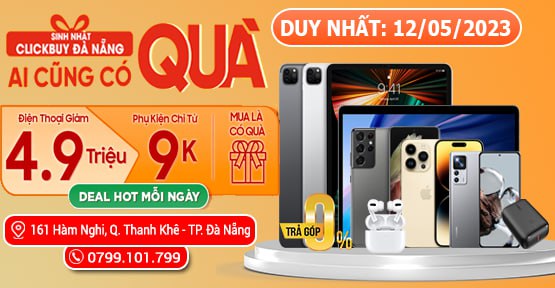 SINH NHẬT
CLICKBUY ĐÀ NẴNG
AI CŨNG CÓ
QUÀ
DUY NHẤT: 12/05/2023
Điện Thoại Giảm
4.9 Triệu
Phụ Kiện Chỉ Từ
9K
MUA LÀ
CÓ QUÀ
DEAL HOT MỖI NGÀY
161 Hàm Nghi, Q. Thanh Khê - TP. Đà Nẵng
0799.101.799
TRẢ GÓP
0%